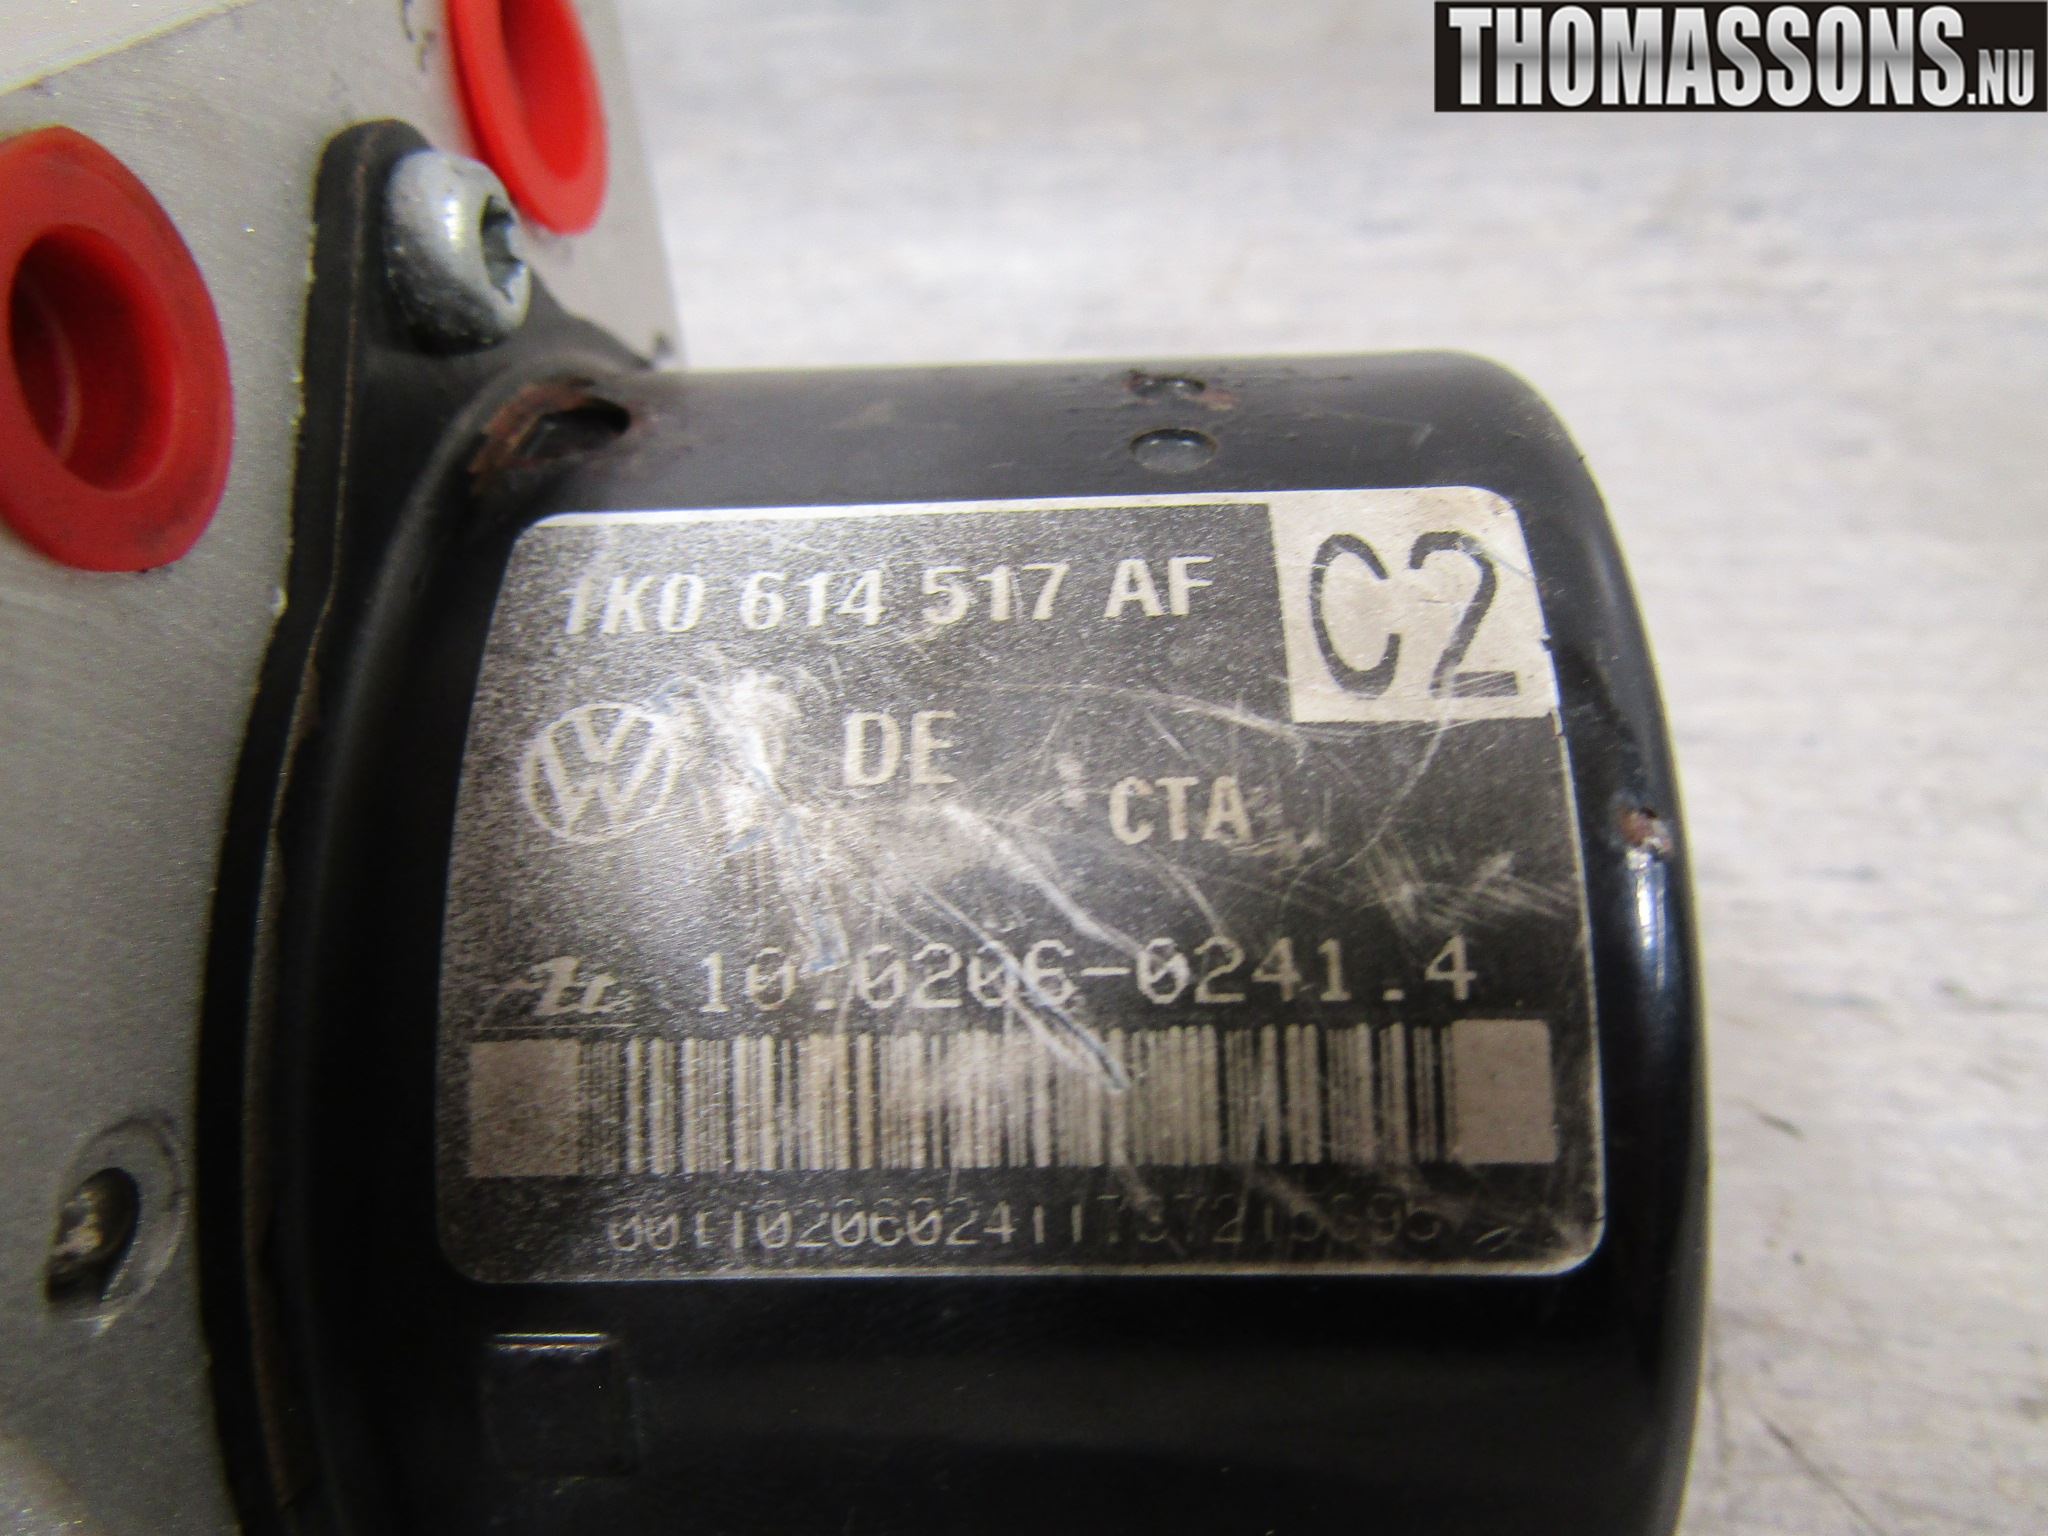 THOMASSONS.NU
1K0 614 517 AF
C2
DE
CTA
10.0206-0241.4